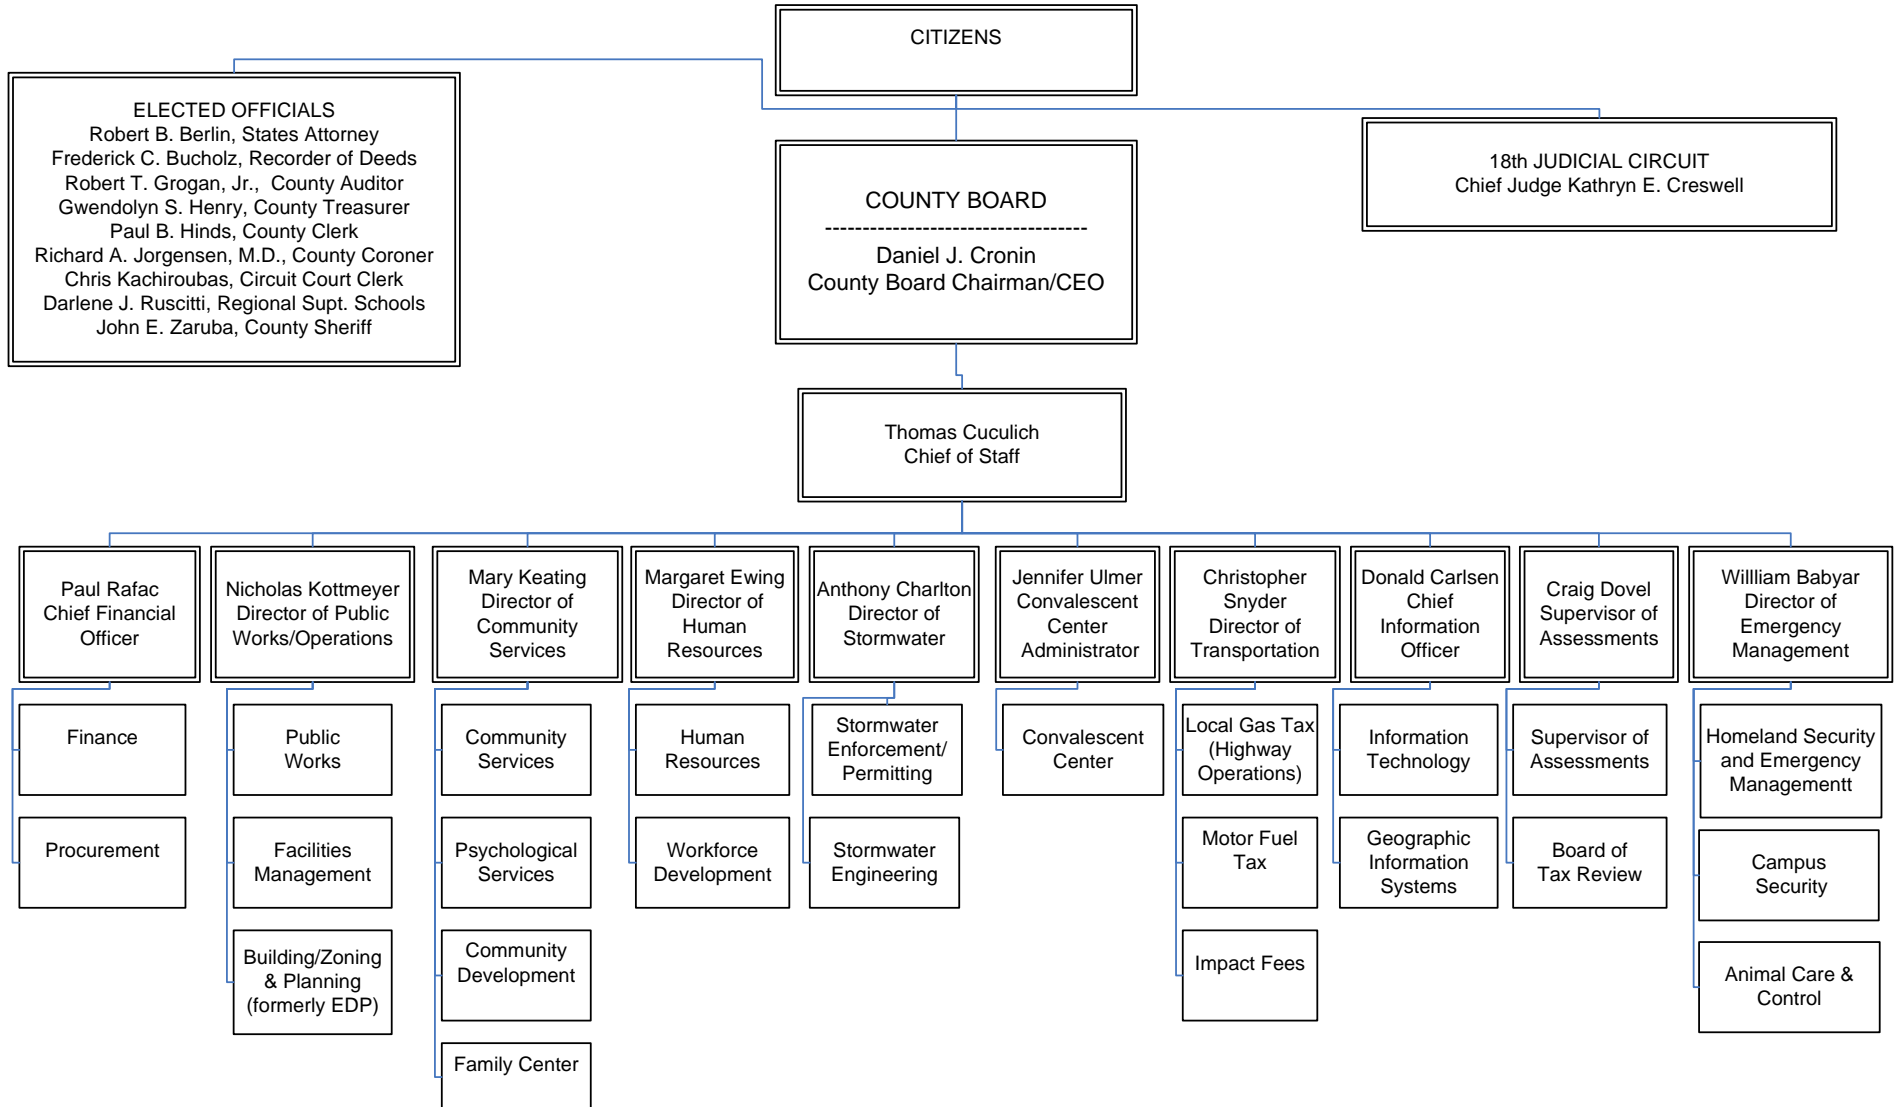 CITIZENS
ELECTED OFFICIALS
Robert B. Berlin, States Attorney
Frederick C. Bucholz, Recorder of Deeds
Robert T. Grogan, Jr., County Auditor
Gwendolyn S. Henry, County Treasurer
Paul B. Hinds, County Clerk
Richard A. Jorgensen, M.D., County Coroner
Chris Kachiroubas, Circuit Court Clerk
Darlene J. Ruscitti, Regional Supt. Schools
John E. Zaruba, County Sheriff
COUNTY BOARD
-----------------------------------
Daniel J. Cronin
County Board Chairman/CEO
18th JUDICIAL CIRCUIT
Chief Judge Kathryn E. Creswell
Thomas Cuculich
Chief of Staff
Paul Rafac
Chief Financial
Officer
Nicholas Kottmeyer
Director of Public
Works/Operations
Mary Keating
Director of
Community
Services
Margaret Ewing
Director of
Human
Resources
Anthony Charlton
Director of
Stormwater
Jennifer Ulmer
Convalescent
Center
Administrator
Christopher
Snyder
Director of
Transportation
Donald Carlsen
Chief
Information
Officer
Craig Dovel
Supervisor of
Assessments
Willliam Babyar
Director of
Emergency
Management
Finance
Procurement
Public
Works
Facilities
Management
Building/Zoning
& Planning
(formerly EDP)
Community
Services
Psychological
Services
Community
Development
Family Center
Human
Resources
Workforce
Development
Stormwater
Enforcement/
Permitting
Stormwater
Engineering
Convalescent
Center
Local Gas Tax
(Highway
Operations)
Motor Fuel
Tax
Impact Fees
Information
Technology
Geographic
Information
Systems
Supervisor of
Assessments
Board of
Tax Review
Homeland Security
and Emergency
Managementt
Campus
Security
Animal Care &
Control